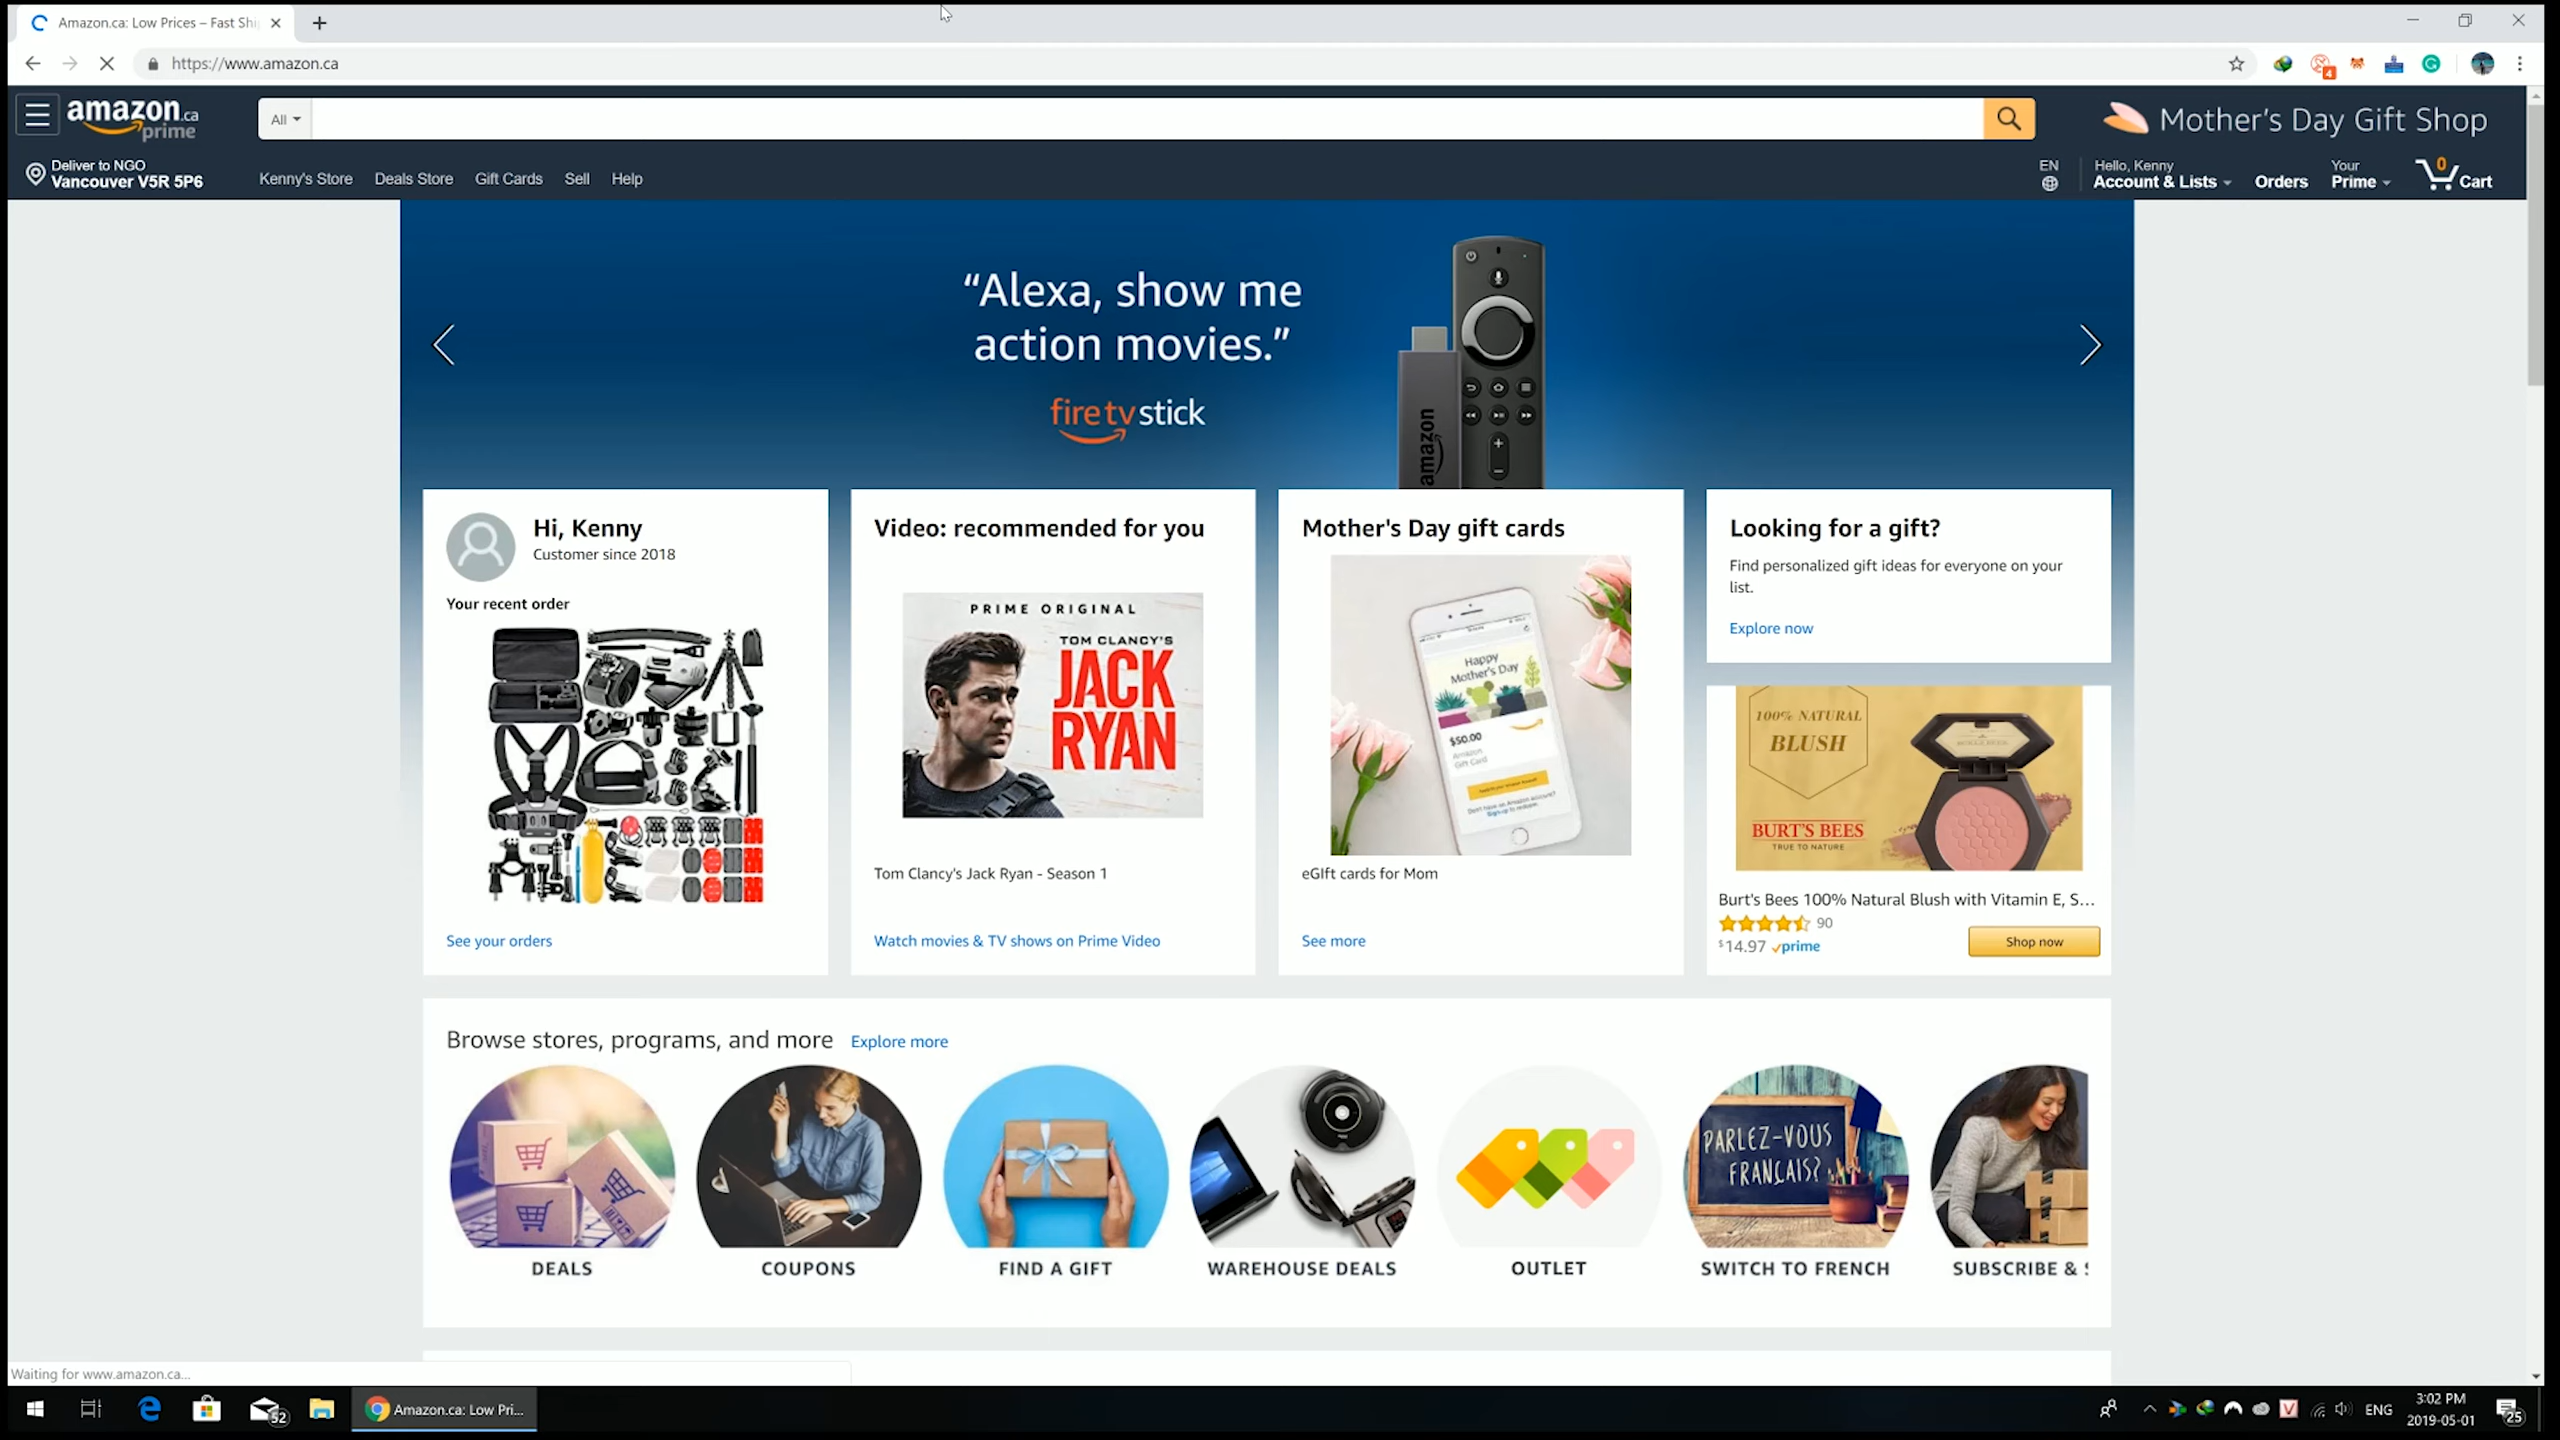 Amazon.ca: Low Prices – Fast Shi
https://www.amazon.ca
4
amazon.ca
prime
All
Mother's Day Gift Shop
Deliver to NGO
Vancouver V5R 5P6
Kenny's Store
Deals Store
Gift Cards
Sell
Help
EN
Hello, Kenny
Account & Lists
Orders
Your
Prime
0
Cart
“Alexa, show me
action movies.”
fire tv stick
amazon
Hi, Kenny
Customer since 2018
Your recent order
See your orders
Video: recommended for you
PRIME ORIGINAL
TOM CLANCY'S
JACK
RYAN
Tom Clancy's Jack Ryan - Season 1
Watch movies & TV shows on Prime Video
Mother's Day gift cards
Happy
Mother's Day
$50.00
Amazon
Gift Card
eGIft cards for Mom
See more
Looking for a gift?
Find personalized gift ideas for everyone on your
list.
Explore now
100% NATURAL
BLUSH
BURT'S BEES
TRUE TO NATURE
Burt's Bees 100% Natural Blush with Vitamin E, S...
90
$14.97 prime
Shop now
Browse stores, programs, and more
Explore more
PARLEZ-VOUS
FRANÇAIS?
DEALS
COUPONS
FIND A GIFT
WAREHOUSE DEALS
OUTLET
SWITCH TO FRENCH
SUBSCRIBE &
Waiting for www.amazon.ca...
52
Amazon.ca: Low Pri...
ENG
3:02 PM
2019-05-01
25